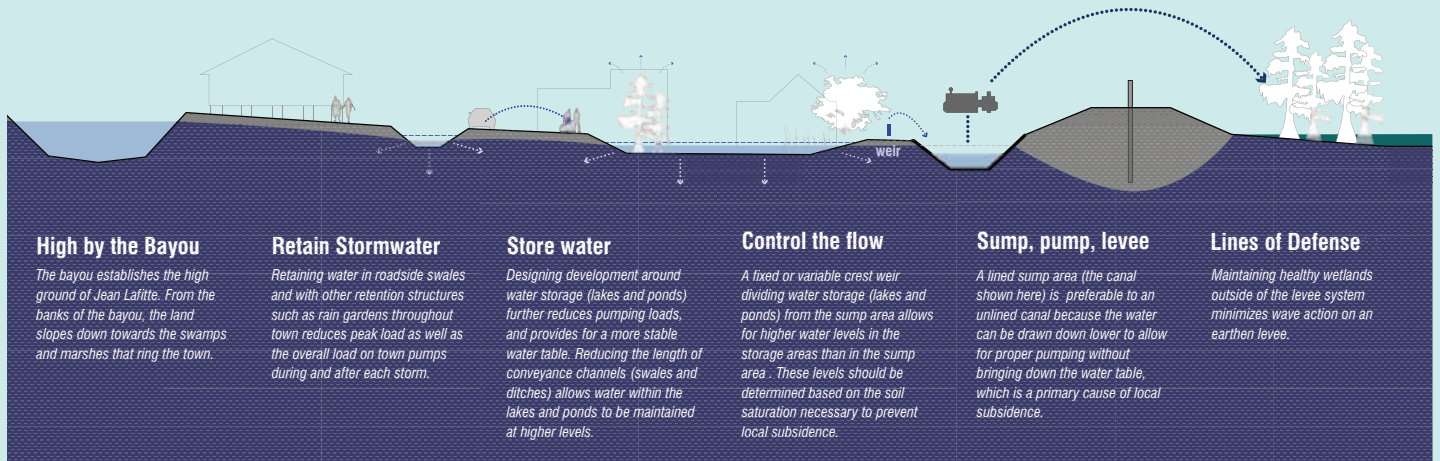 weir
High by the Bayou
The bayou establishes the high
ground of Jean Lafitte. From the
banks of the bayou, the land
slopes down towards the swamps
and marshes that ring the town.
Retain Stormwater
Retaining water in roadside swales
and with other retention structures
such as rain gardens throughout
town reduces peak load as well as
the overall load on town pumps
during and after each storm.
Store water
Designing development around
water storage (lakes and ponds)
further reduces pumping loads,
and provides for a more stable
water table. Reducing the length of
conveyance channels (swales and
ditches) allows water within the
lakes and ponds to be maintained
at higher levels.
Control the flow
A fixed or variable crest weir
dividing water storage (lakes and
ponds) from the sump area allows
for higher water levels in the
storage areas than in the sump
area . These levels should be
determined based on the soil
saturation necessary to prevent
local subsidence.
Sump, pump, levee
A lined sump area (the canal
shown here) is preferable to an
unlined canal because the water
can be drawn down lower to allow
for proper pumping without
bringing down the water table,
which is a primary cause of local
subsidence.
Lines of Defense
Maintaining healthy wetlands
outside of the levee system
minimizes wave action on an
earthen levee.